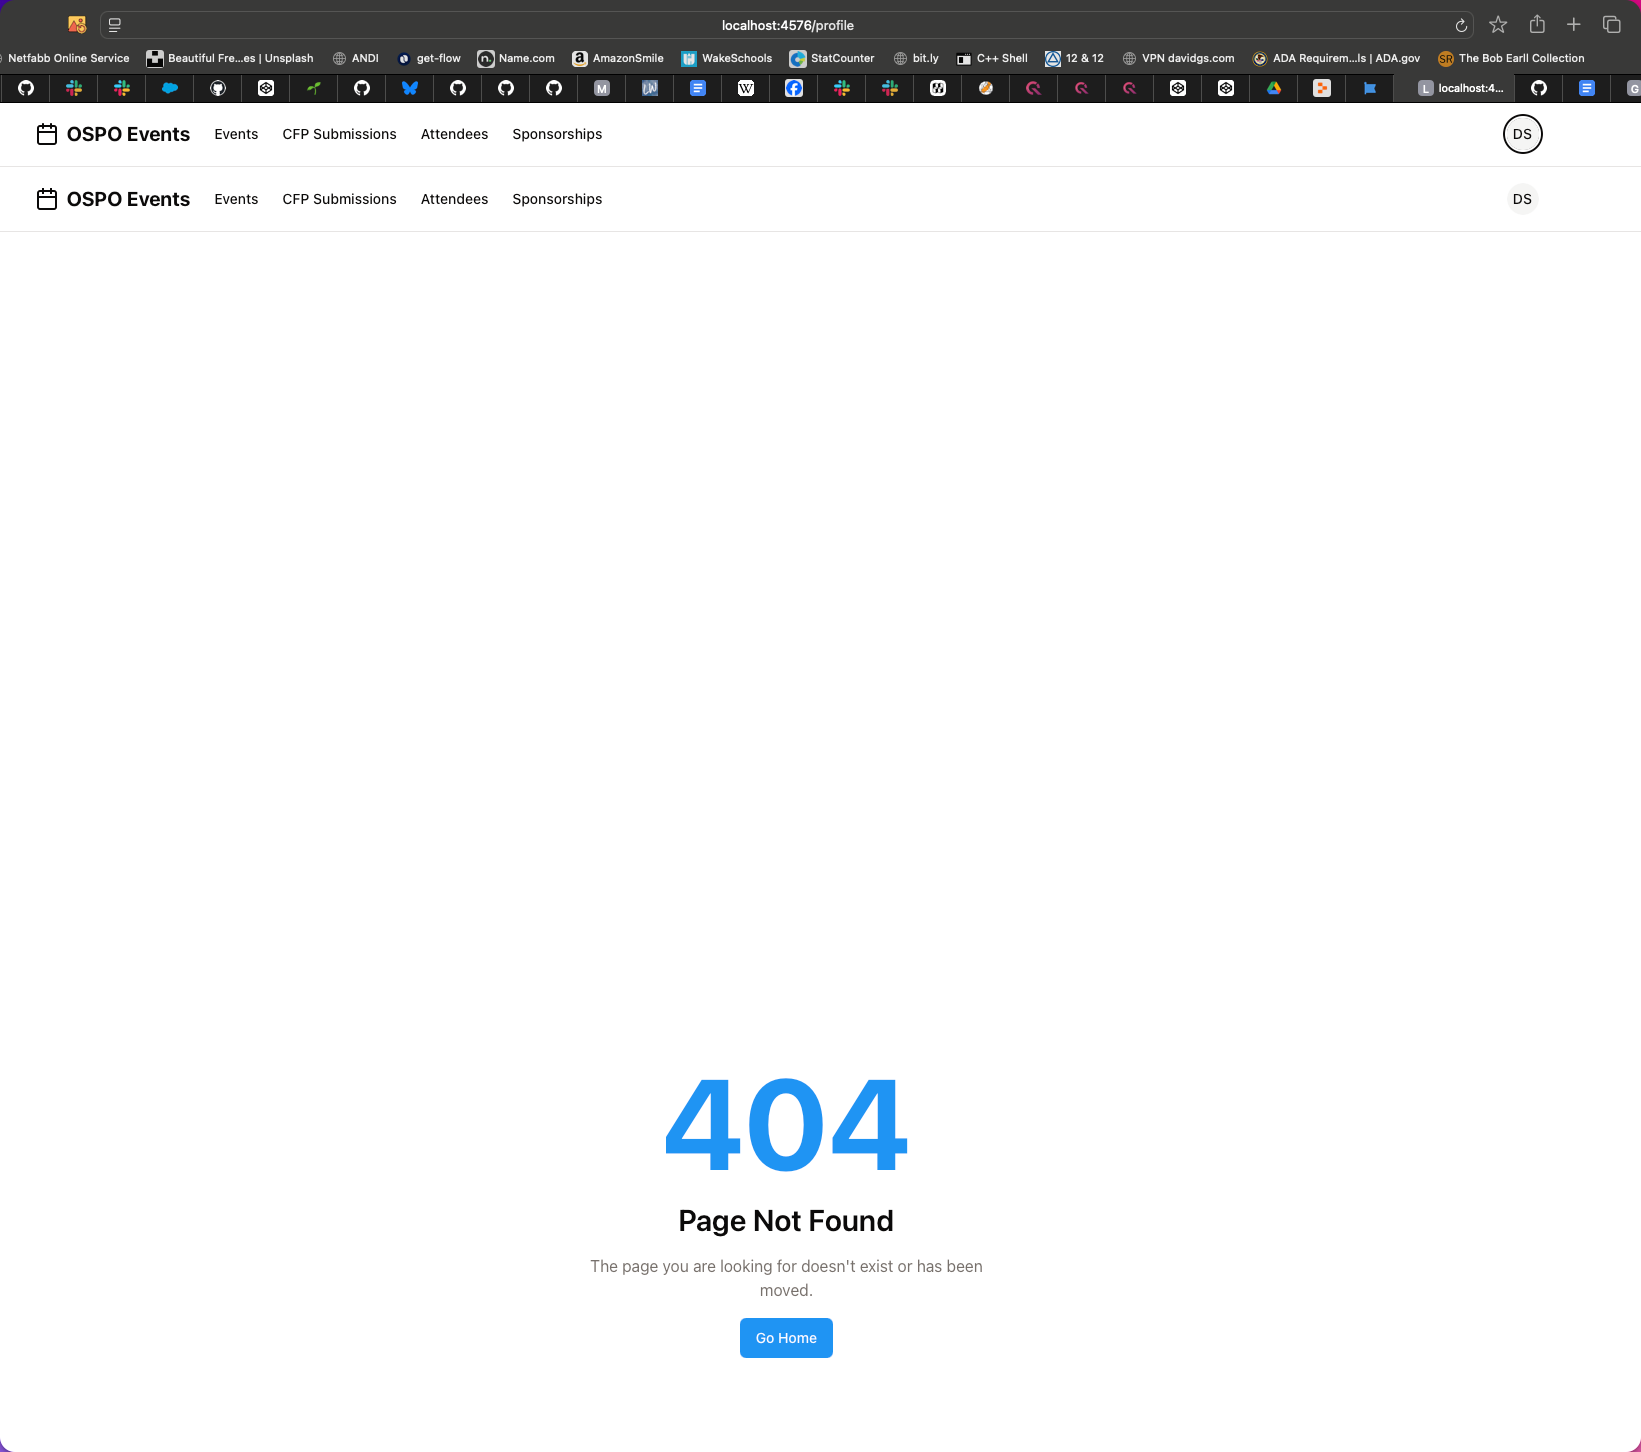 localhost:4576/profile
Netfabb Online Service Beautiful Fre...es | Unsplash ANDI get-flow Name.com AmazonSmile WakeSchools StatCounter bit.ly C++ Shell 12 & 12 VPN davidgs.com ADA Requirem...ls | ADA.gov SR The Bob Earll Collection
M W L localhost:4... G
OSPO Events Events CFP Submissions Attendees Sponsorships DS
OSPO Events Events CFP Submissions Attendees Sponsorships DS
404
Page Not Found
The page you are looking for doesn't exist or has been
moved.
Go Home